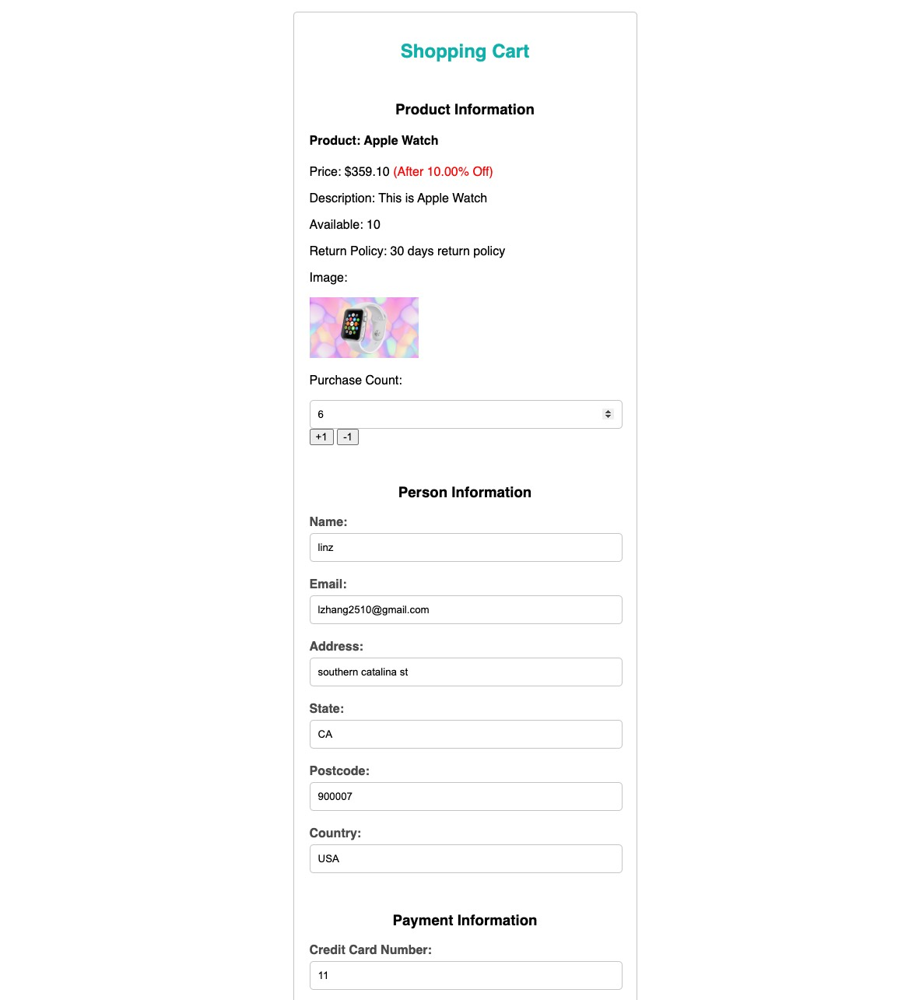 Shopping Cart
Product Information
Product: Apple Watch
Price: $359.10 (After 10.00% Off)
Description: This is Apple Watch
Available: 10
Return Policy: 30 days return policy
Image:
Purchase Count:
6
+1 -1
Person Information
Name:
linz
Email:
lzhang2510@gmail.com
Address:
southern catalina st
State:
CA
Postcode:
900007
Country:
USA
Payment Information
Credit Card Number:
11